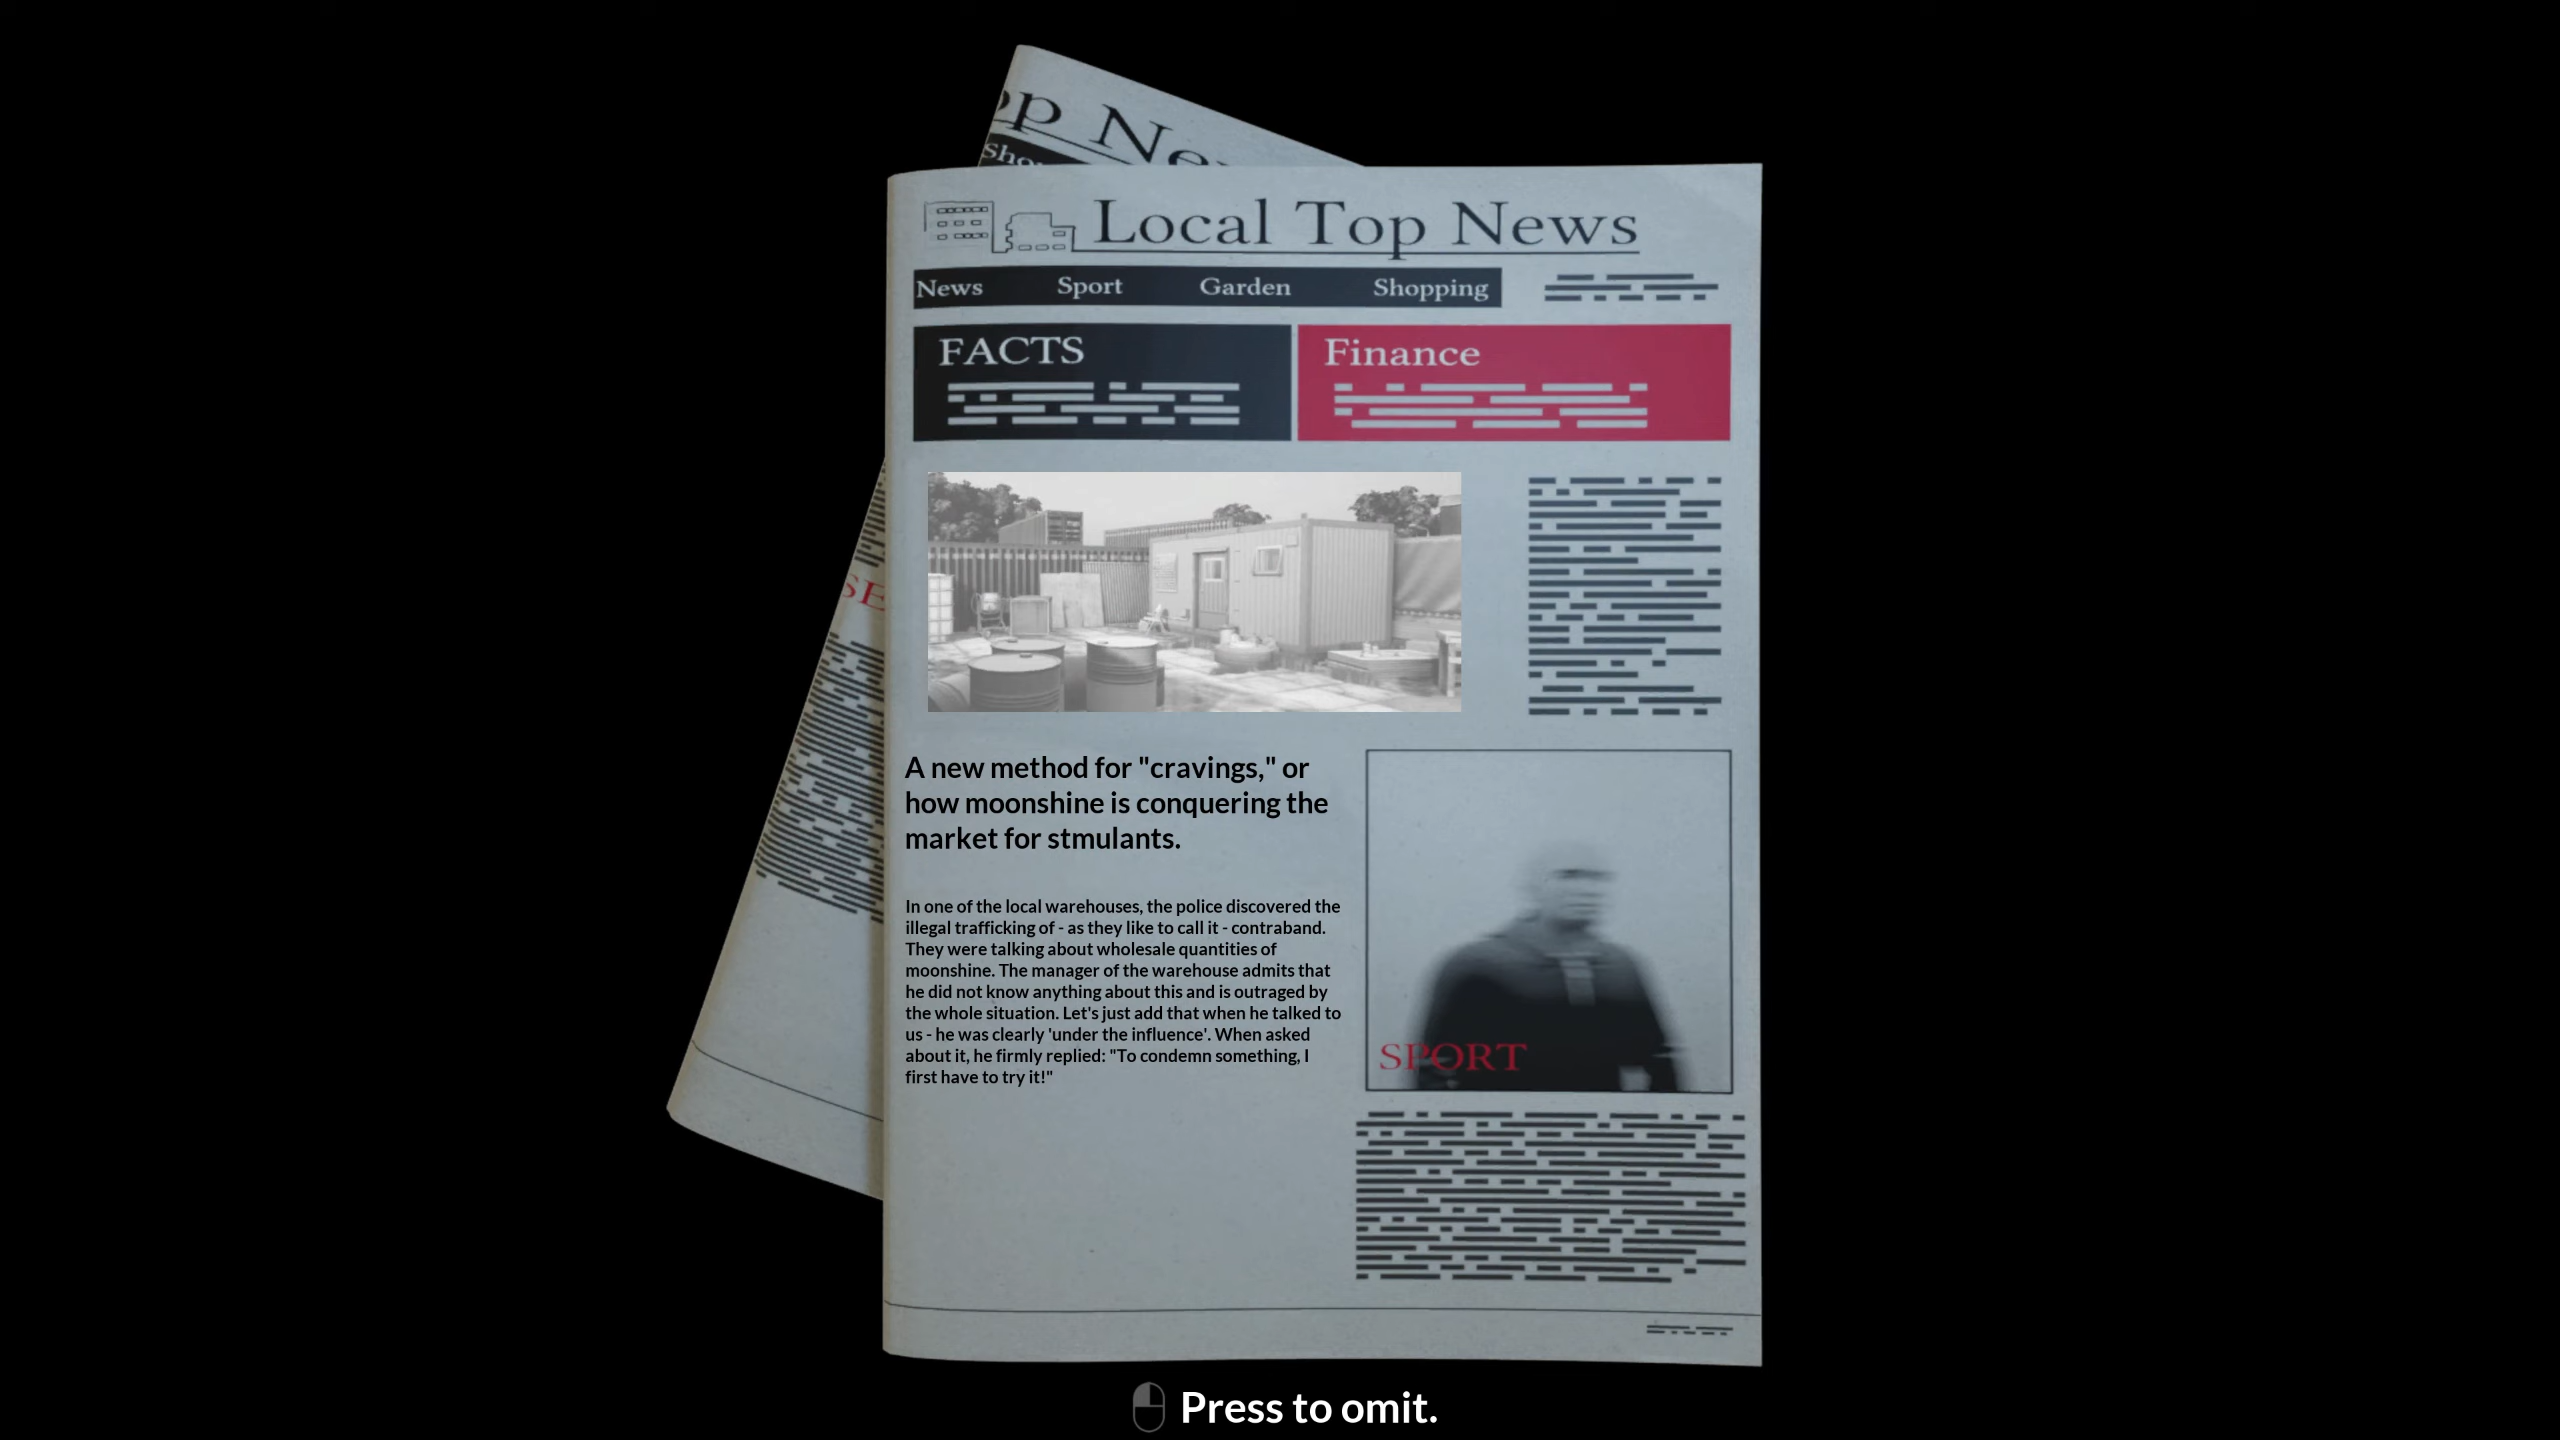 op Ne
Sho
Local Top News
News Sport Garden Shopping
FACTS
Finance
SE
A new method for "cravings," or
how moonshine is conquering the
market for stmulants.
In one of the local warehouses, the police discovered the
illegal trafficking of - as they like to call it - contraband.
They were talking about wholesale quantities of
moonshine. The manager of the warehouse admits that
he did not know anything about this and is outraged by
the whole situation. Let's just add that when he talked to
us - he was clearly 'under the influence'. When asked
about it, he firmly replied: "To condemn something, I
first have to try it!"
SPORT
Press to omit.